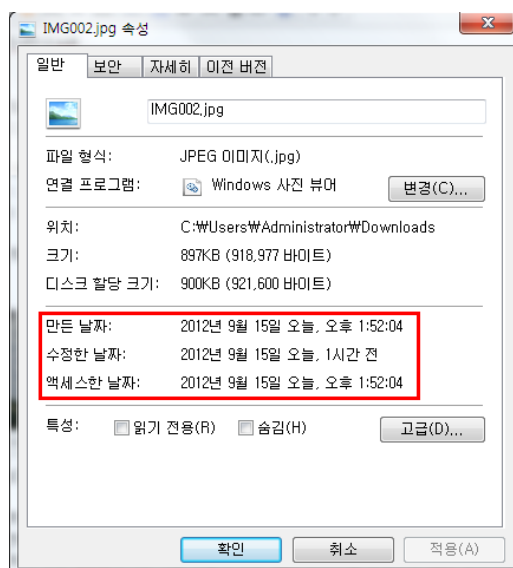 IMG002.jpg 속성
일반 보안 자세히 이전 버전
IMG002.jpg
파일 형식: JPEG 이미지(.jpg)
연결 프로그램: Windows 사진 뷰어 변경(C)...
위치: C:₩Users₩Administrator₩Downloads
크기: 897KB (918,977 바이트)
디스크 할당 크기: 900KB (921,600 바이트)
만든 날짜: 2012년 9월 15일 오늘, 오후 1:52:04
수정한 날짜: 2012년 9월 15일 오늘, 1시간 전
액세스한 날짜: 2012년 9월 15일 오늘, 오후 1:52:04
특성: 읽기 전용(R) 숨김(H) 고급(D)...
확인 취소 적용(A)